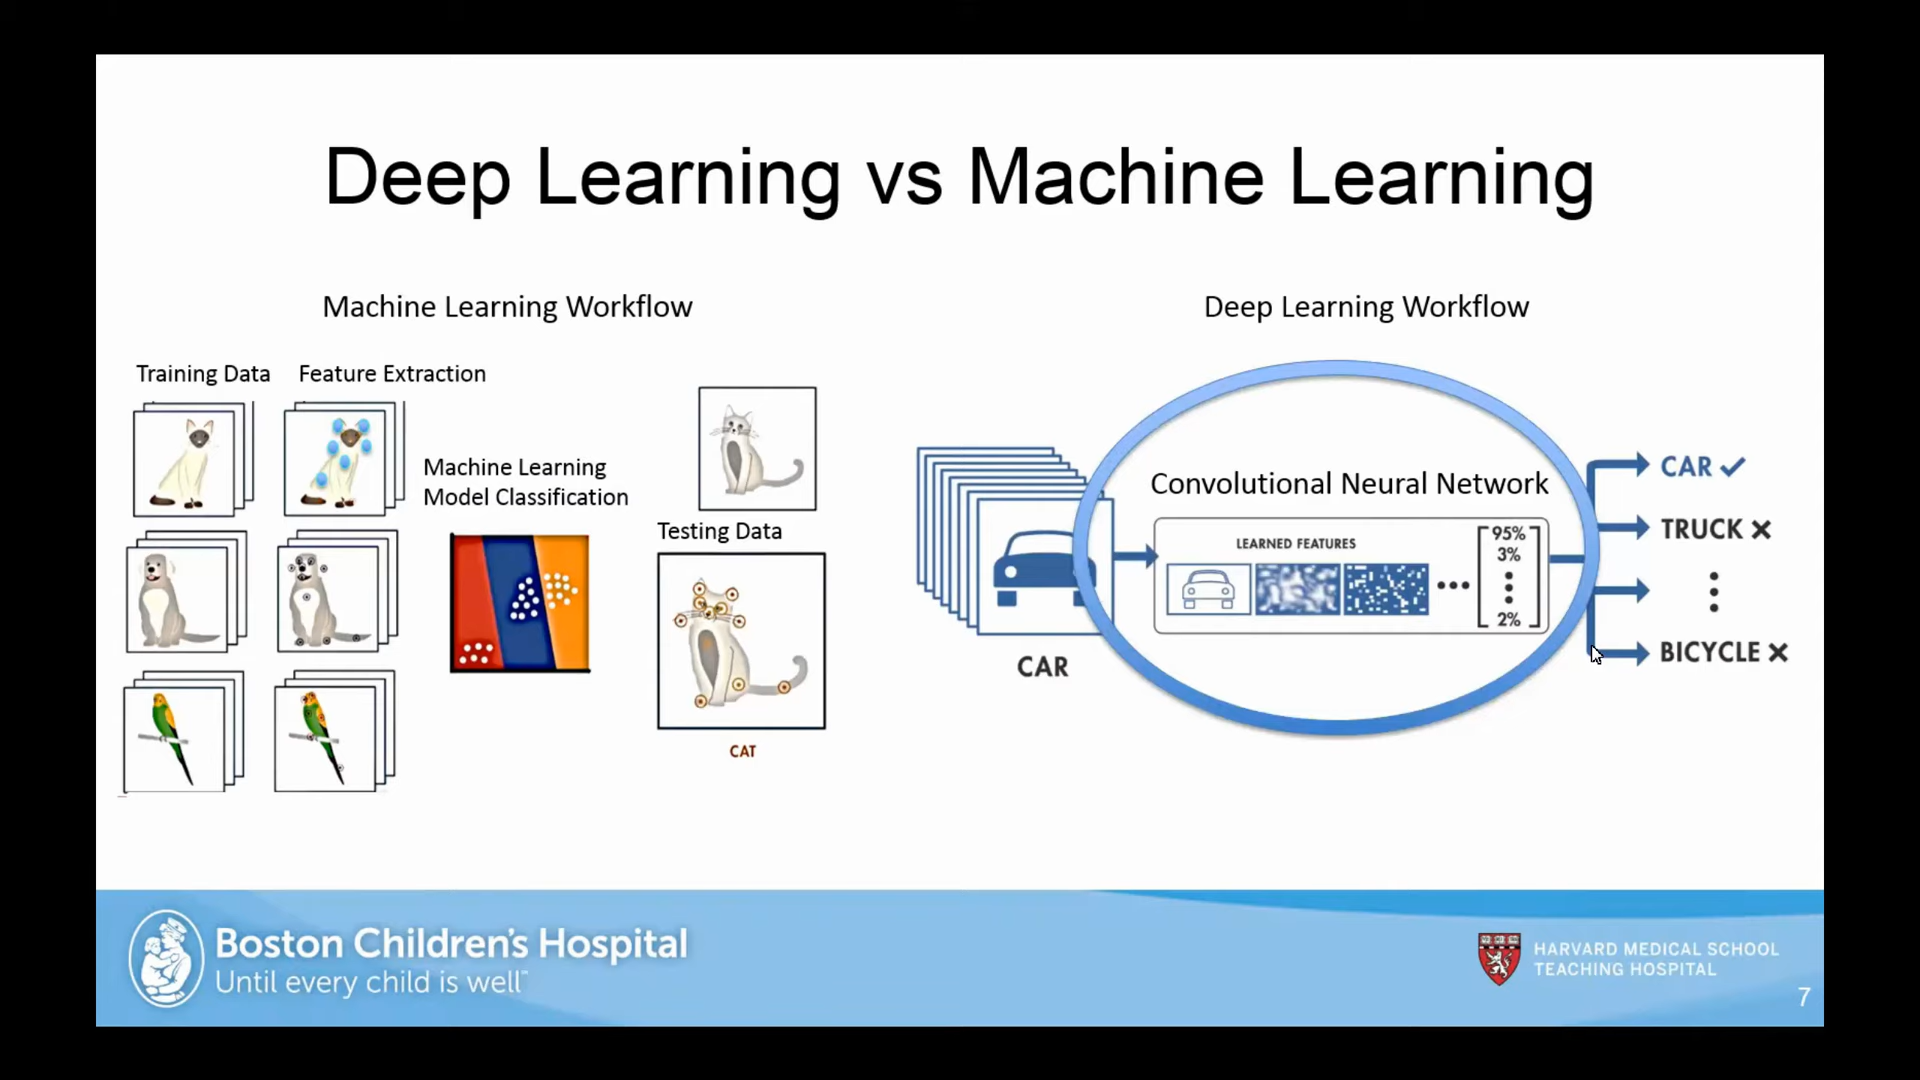 Deep Learning vs Machine Learning
Machine Learning Workflow
Training Data
Feature Extraction
Machine Learning
Model Classification
Testing Data
CAT
Deep Learning Workflow
CAR
Convolutional Neural Network
LEARNED FEATURES
95%
3%
2%
CAR
TRUCK
BICYCLE
Boston Children's Hospital
Until every child is well™
HARVARD MEDICAL SCHOOL
TEACHING HOSPITAL
7